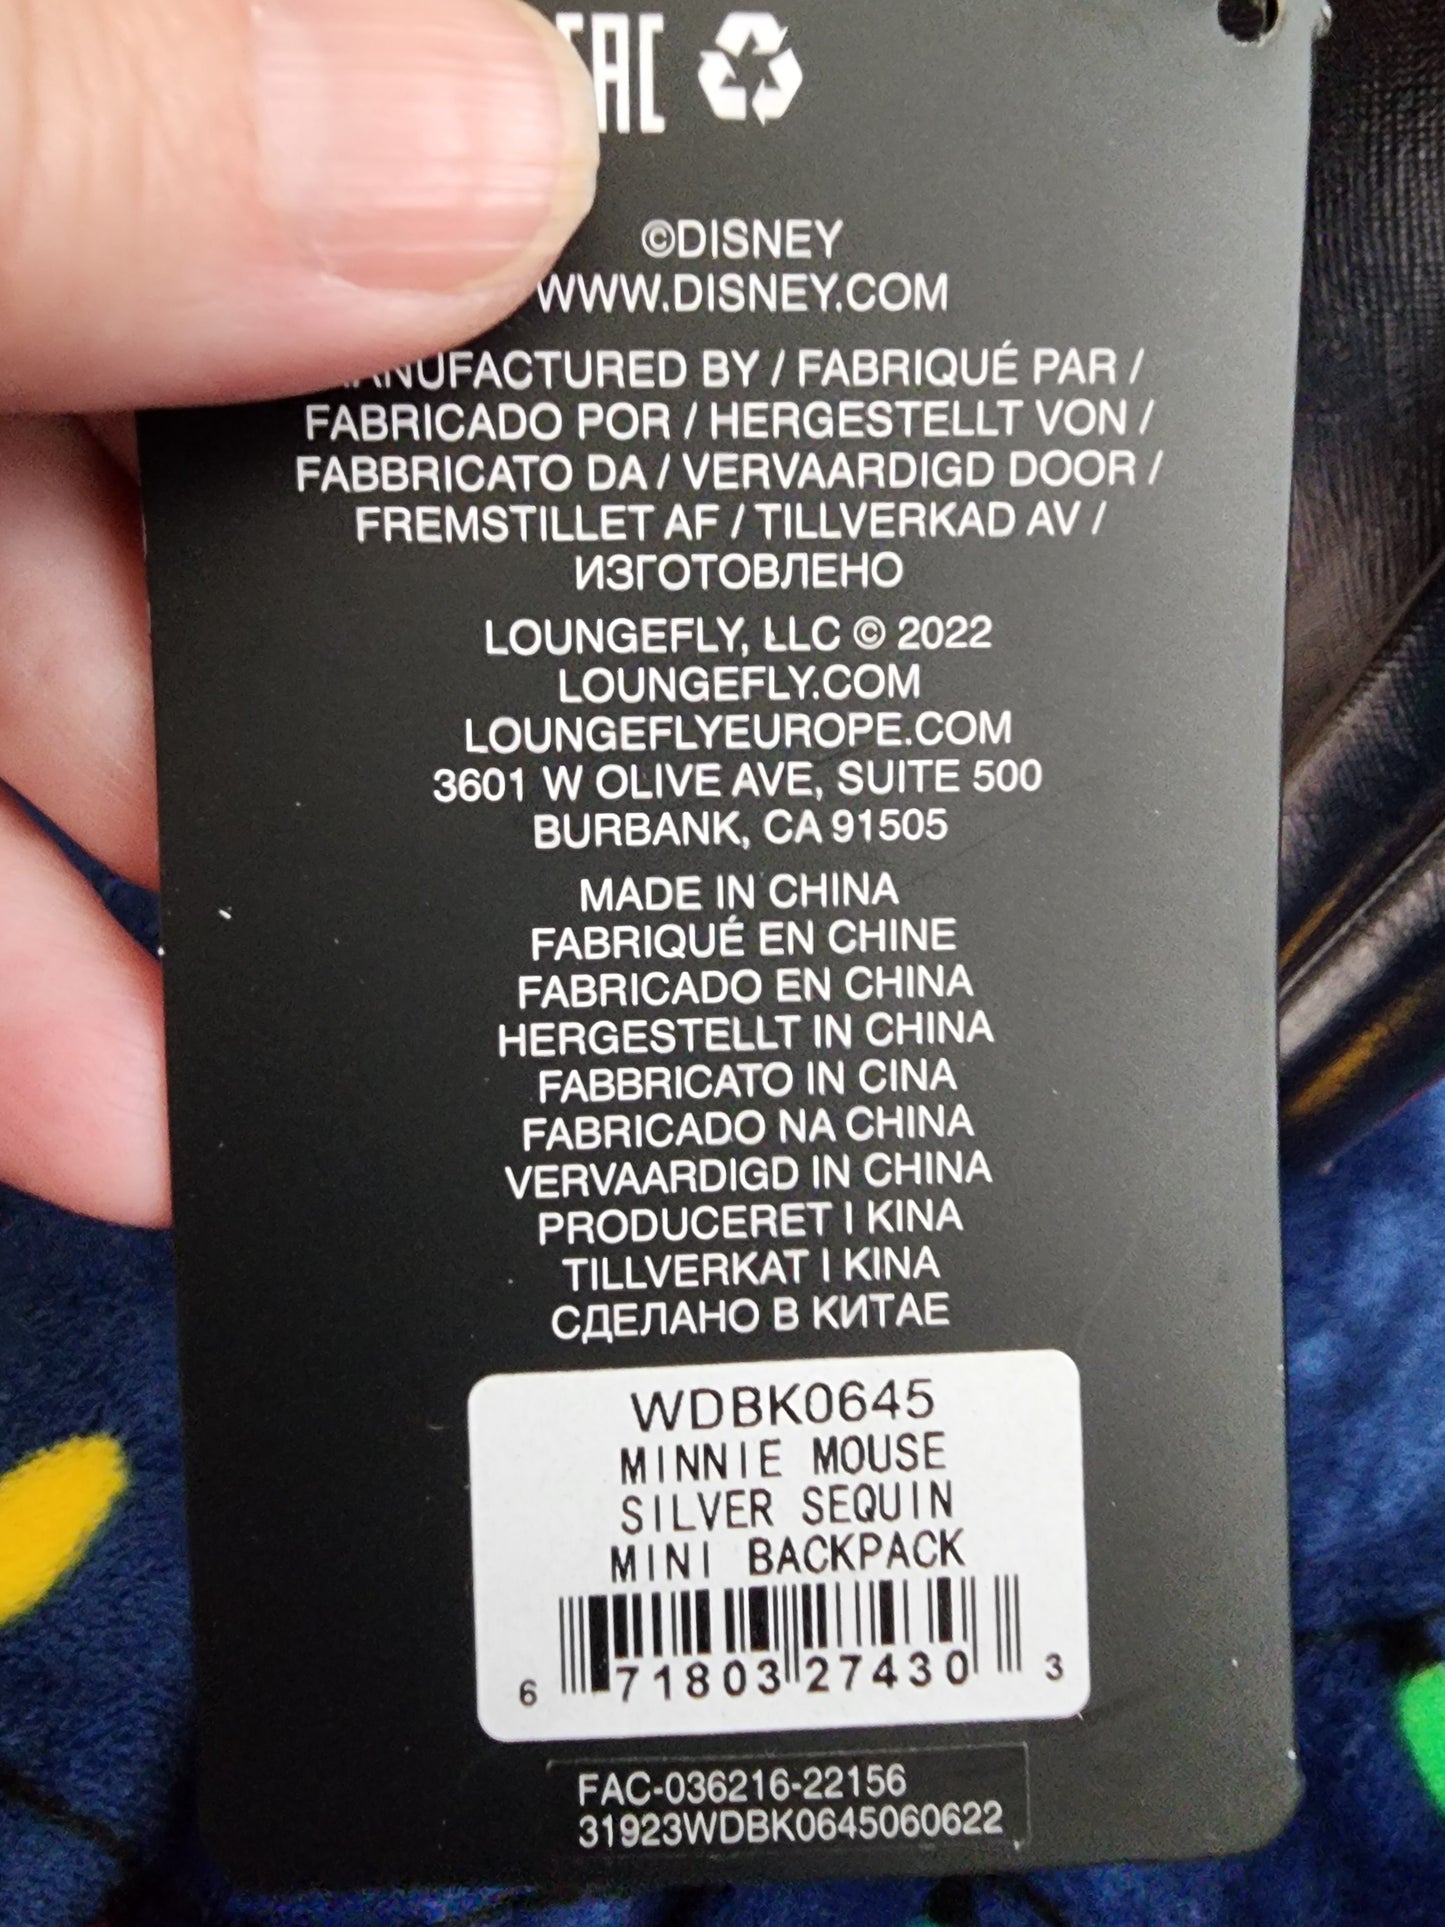 EAC
©DISNEY
WWW.DISNEY.COM
MANUFACTURED BY / FABRIQUÉ PAR /
FABRICADO POR / HERGESTELLT VON /
FABBRICATO DA / VERVAARDIGD DOOR /
FREMSTILLET AF / TILLVERKAD AV /
ИЗГОТОВЛЕНО
LOUNGEFLY, LLC © 2022
LOUNGEFLY.COM
LOUNGEFLYEUROPE.COM
3601 W OLIVE AVE, SUITE 500
BURBANK, CA 91505
MADE IN CHINA
FABRIQUÉ EN CHINE
FABRICADO EN CHINA
HERGESTELLT IN CHINA
FABBRICATO IN CINA
FABRICADO NA CHINA
VERVAARDIGD IN CHINA
PRODUCERET I KINA
TILLVERKAT I KINA
СДЕЛАНО В КИТАЕ
WDBK0645
MINNIE MOUSE
SILVER SEQUIN
MINI BACKPACK
6 71803 27430 3
FAC-036216-22156
31923WDBK0645060622